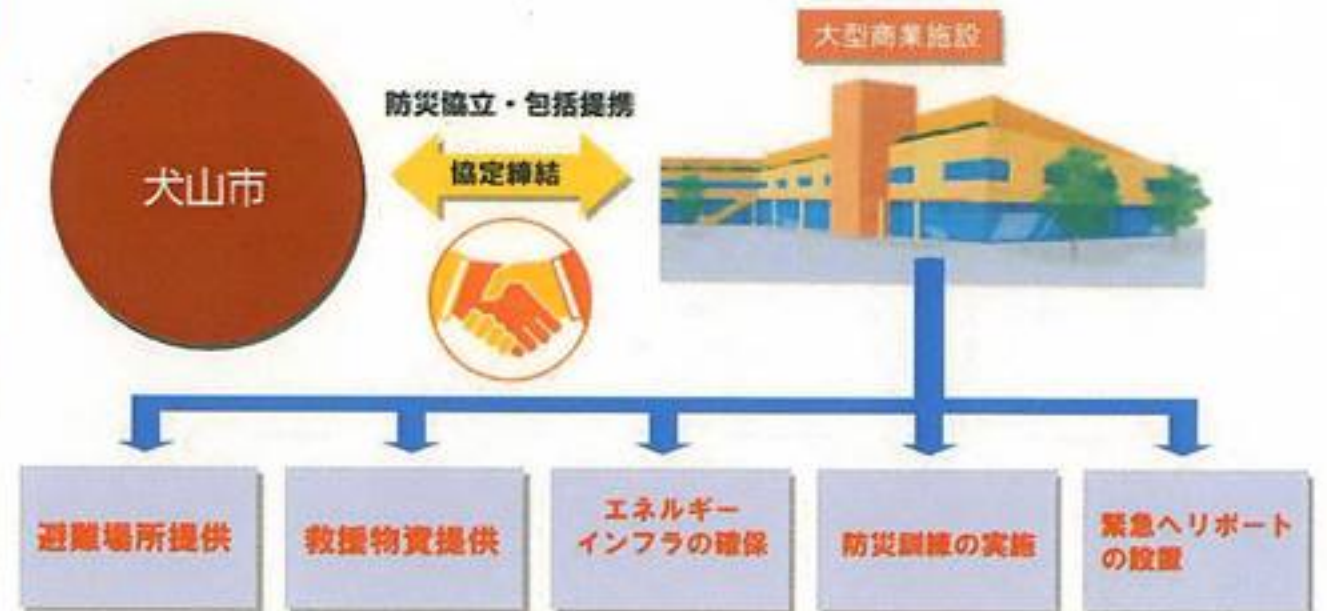 大型商業施設
犬山市
防災協立・包括提携
協定締結
避難場所提供
救援物資提供
エネルギー
インフラの確保
防災訓練の実施
緊急ヘリポート
の設置